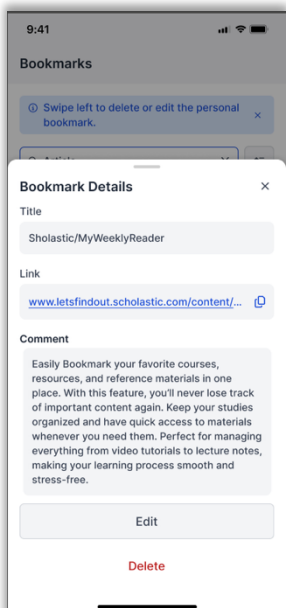 9:41
Bookmarks
Swipe left to delete or edit the personal
bookmark.
Article
Bookmark Details
Title
Sholastic/MyWeeklyReader
Link
www.letsfindout.scholastic.com/content/...
Comment
Easily Bookmark your favorite courses,
resources, and reference materials in one
place. With this feature, you'll never lose track
of important content again. Keep your studies
organized and have quick access to materials
whenever you need them. Perfect for managing
everything from video tutorials to lecture notes,
making your learning process smooth and
stress-free.
Edit
Delete